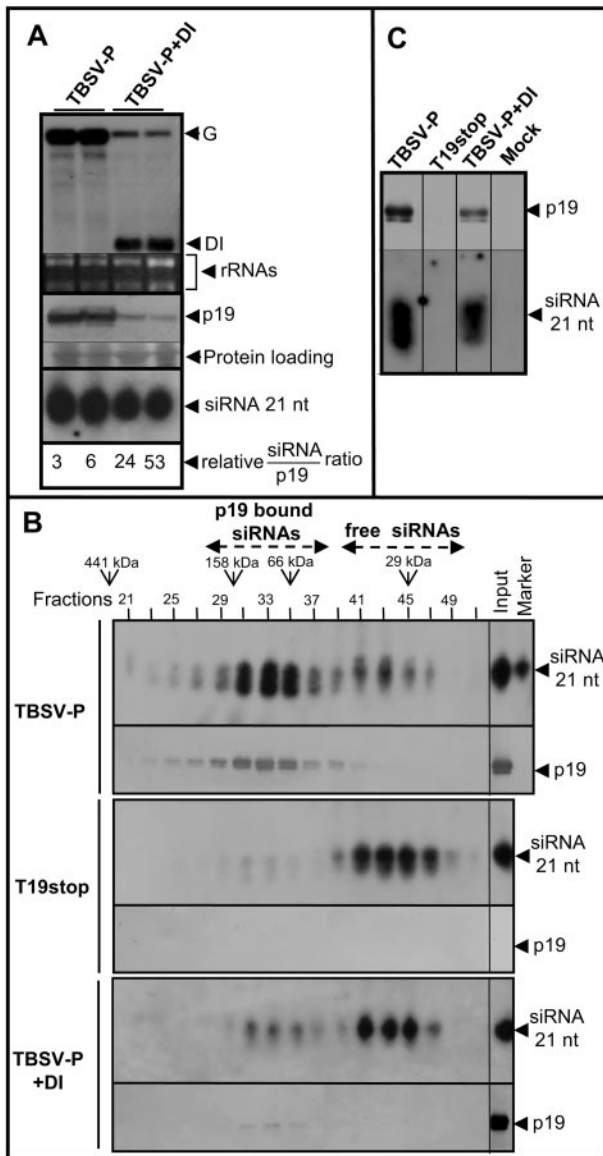 A
TBSV-P
TBSV-P+DI
G
DI
rRNAs
p19
Protein loading
siRNA 21 nt
3 6 24 53
relative siRNA/p19 ratio
C
TBSV-P
T19stop
TBSV-P+DI
Mock
p19
siRNA
21 nt
B
p19 bound
siRNAs
free siRNAs
441 kDa
158 kDa
66 kDa
29 kDa
Fractions 21 25 29 33 37 41 45 49
Input
Marker
TBSV-P
siRNA
21 nt
p19
T19stop
siRNA
21 nt
p19
TBSV-P
+DI
siRNA
21 nt
p19